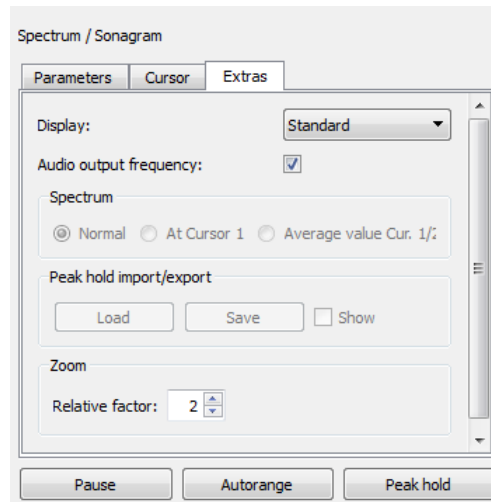 Spectrum / Sonagram
Parameters Cursor Extras
Display: Standard
Audio output frequency:
Spectrum
Normal At Cursor 1 Average value Cur. 1/2
Peak hold import/export
Load Save Show
Zoom
Relative factor: 2
Pause Autorange Peak hold